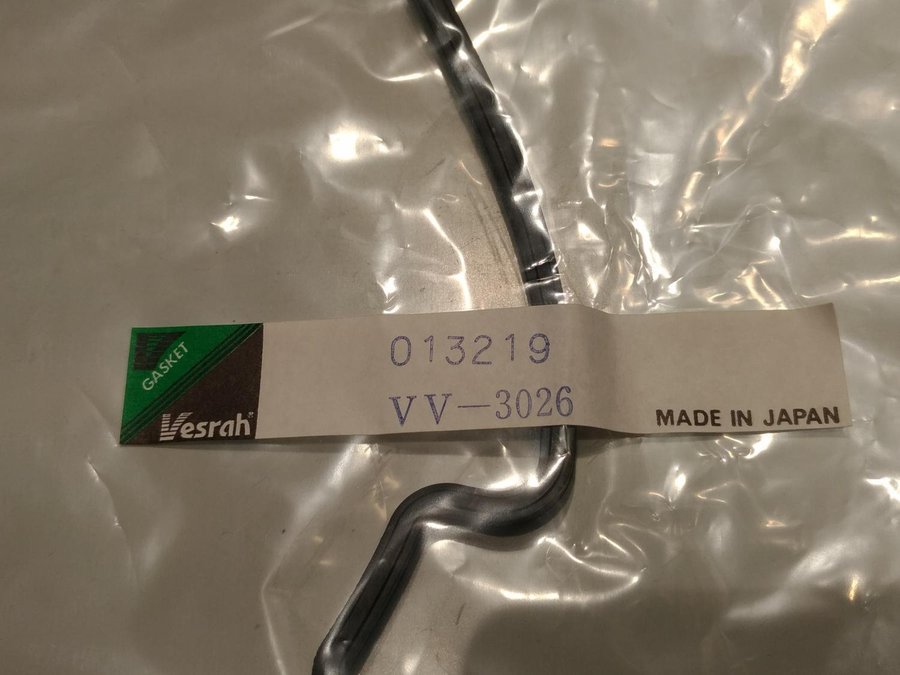 GASKET
Vesrah®
013219
VV-3026
MADE IN JAPAN